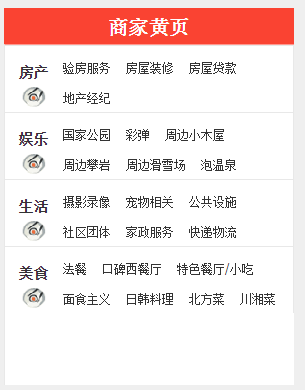 商家黄页
房产 验房服务 房屋装修 房屋贷款
地产经纪
娱乐 国家公园 彩弹 周边小木屋
周边攀岩 周边滑雪场 泡温泉
生活 摄影录像 宠物相关 公共设施
社区团体 家政服务 快递物流
美食 法餐 口碑西餐厅 特色餐厅/小吃
面食主义 日韩料理 北方菜 川湘菜